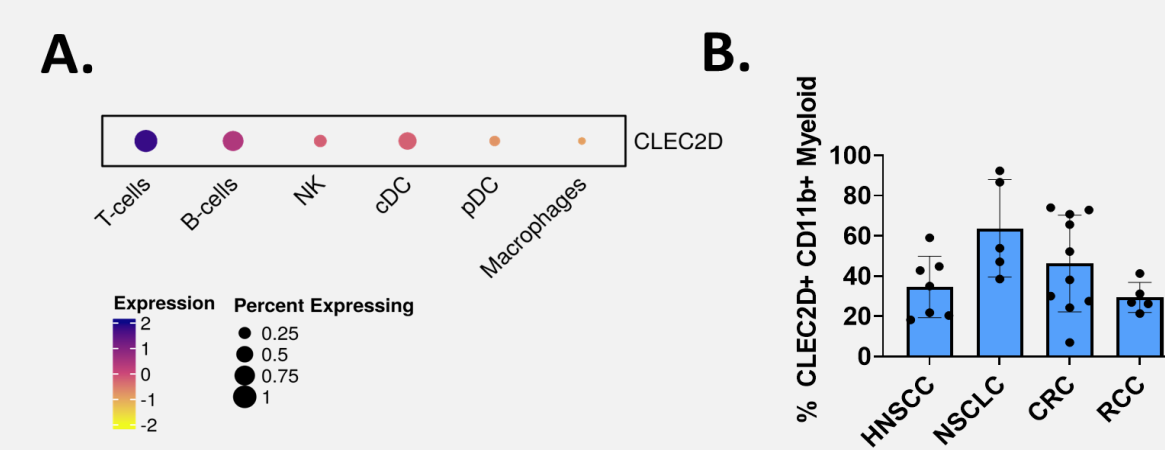 A.
CLEC2D
T-cells
B-cells
NK
cDC
pDC
Macrophages
Expression
2
1
0
-1
-2
Percent Expressing
0.25
0.5
0.75
1
B.
% CLEC2D+ CD11b+ Myeloid
100
80
60
40
20
0
HNSCC
NSCLC
CRC
RCC